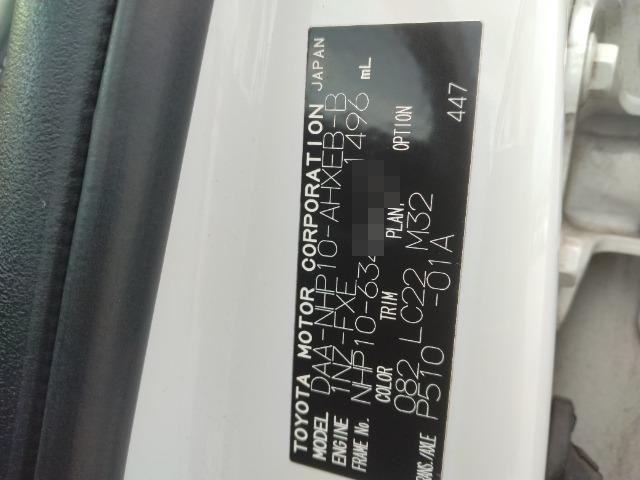 TOYOTA MOTOR CORPORATION JAPAN
MODEL DAA-NHP10-AHXEB-B
ENGINE 1NZ-FXE 1496 mL
FRAME No. NHP10-634
COLOR TRIM PLAN. OPTION
082 LC22 M32 447
TRANS./AXLE P510 -01A